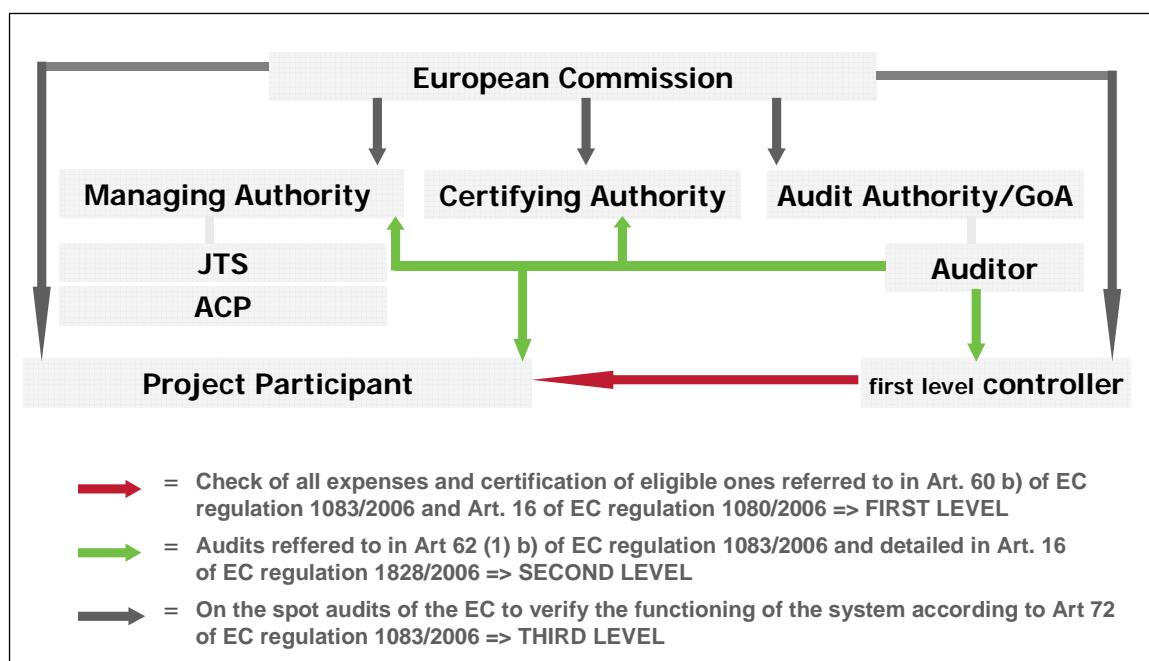 European Commission
Managing Authority
Certifying Authority
Audit Authority/GoA
JTS
Auditor
ACP
Project Participant
first level controller
= Check of all expenses and certification of eligible ones referred to in Art. 60 b) of EC
regulation 1083/2006 and Art. 16 of EC regulation 1080/2006 => FIRST LEVEL
= Audits reffered to in Art 62 (1) b) of EC regulation 1083/2006 and detailed in Art. 16
of EC regulation 1828/2006 => SECOND LEVEL
= On the spot audits of the EC to verify the functioning of the system according to Art 72
of EC regulation 1083/2006 => THIRD LEVEL